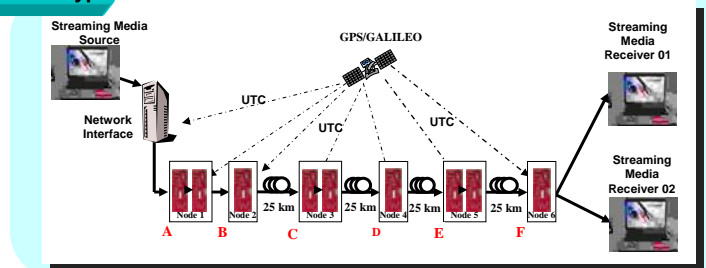 Streaming Media
Source
GPS/GALILEO
Streaming
Media
Receiver 01
UTC
UTC
UTC
Network
Interface
Streaming
Media
Receiver 02
Node 1
Node 2
25 km
Node 3
25 km
Node 4
25 km
Node 5
25 km
Node 6
A
B
C
D
E
F